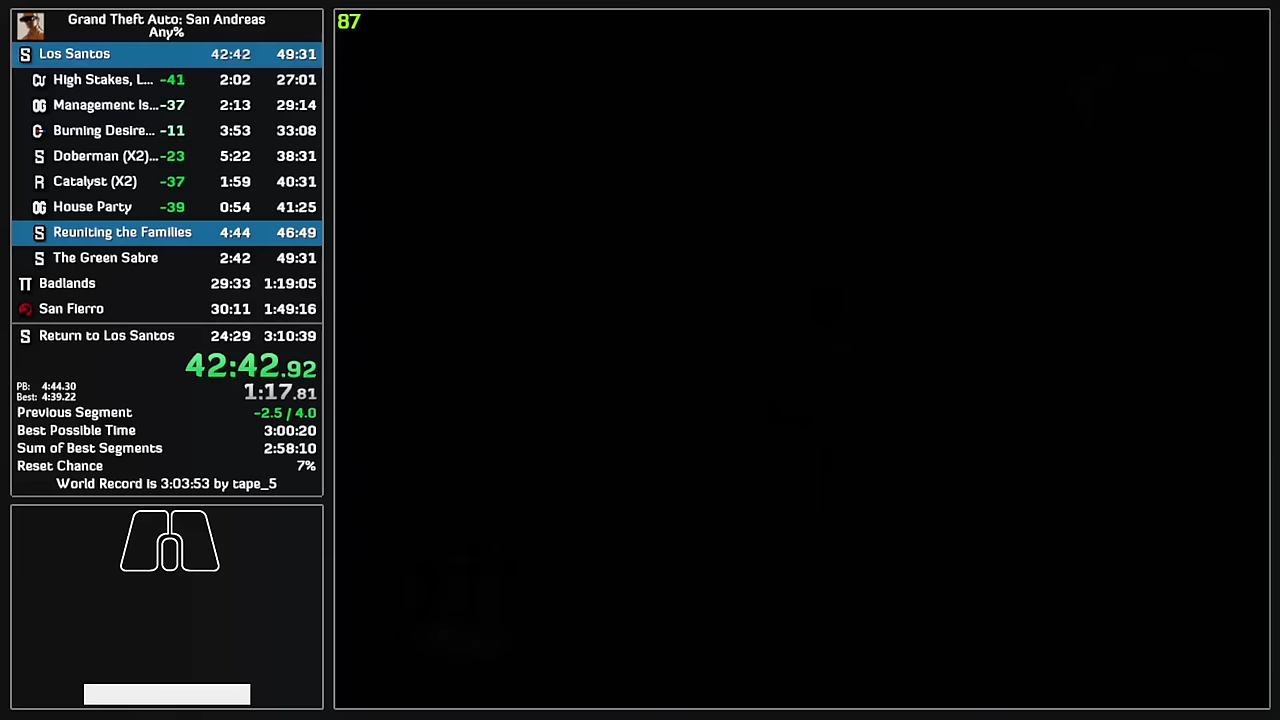 Grand Theft Auto: San Andreas
Any%
S Los Santos 42:42 49:31
Cr High Stakes, L... -41 2:02 27:01
OG Management Is... -37 2:13 29:14
C Burning Desire... -11 3:53 33:08
S Doberman (X2)... -23 5:22 38:31
R Catalyst (X2) -37 1:59 40:31
OG House Party -39 0:54 41:25
S Reuniting the Families 4:44 46:49
S The Green Sabre 2:42 49:31
TT Badlands 29:33 1:19:05
San Fierro 30:11 1:49:16
S Return to Los Santos 24:29 3:10:39
42:42.92
PB: 4:44.30
Best: 4:39.22
1:17.81
Previous Segment -2.5 / 4.0
Best Possible Time 3:00:20
Sum of Best Segments 2:58:10
Reset Chance 7%
World Record is 3:03:53 by tape_5
87